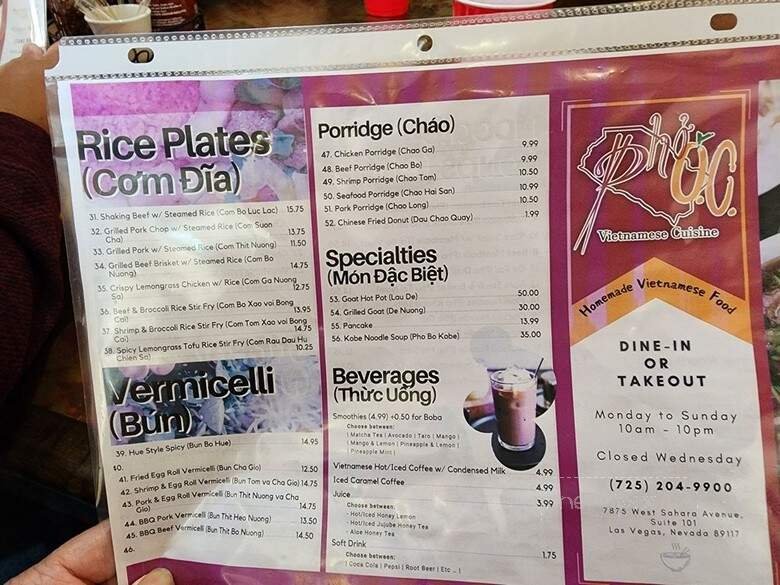 Rice Plates
(Cơm Đĩa)
31. Shaking Beef w/ Steamed Rice (Com Bo Luc Lac) 15.75
32. Grilled Pork Chop w/ Steamed Rice (Com Suon
Cha) 13.75
33. Grilled Pork w/ Steamed Rice (Com Thit Nuong) 11.50
34. Grilled Beef Brisket w/ Steamed Rice (Com Bo
Nuong) 14.75
35. Crispy Lemongrass Chicken w/ Rice (Com Ga Nuong
Sa) 12.75
36. Beef & Broccoli Rice Stir Fry (Com Bo Xao voi Bong
Cai) 13.95
37. Shrimp & Broccoli Rice Stir Fry (Com Tom Xao voi Bong
Cai) 14.75
38. Spicy Lemongrass Tofu Rice Stir Fry (Com Rau Dau Hu
Chien Sa) 10.25
Vermicelli
(Bun)
39. Hue Style Spicy (Bun Bo Hue) 14.95
40.
41. Fried Egg Roll Vermicelli (Bun Cha Gio) 12.50
42. Shrimp & Egg Roll Vermicelli (Bun Tom va Cha Gio) 14.75
43. Pork & Egg Roll Vermicelli (Bun Thit Nuong va Cha
Gio) 14.75
44. BBQ Pork Vermicelli (Bun Thit Heo Nuong) 13.50
45. BBQ Beef Vermicelli (Bun Thit Bo Nuong) 14.50
46.
Porridge (Cháo)
47. Chicken Porridge (Chao Ga) 9.99
48. Beef Porridge (Chao Bo) 9.99
49. Shrimp Porridge (Chao Tom) 10.50
50. Seafood Porridge (Chao Hai San) 10.99
51. Pork Porridge (Chao Long) 10.50
52. Chinese Fried Donut (Dau Chao Quay) 1.99
Specialties
(Món Đặc Biệt)
53. Goat Hot Pot (Lau De) 50.00
54. Grilled Goat (De Nuong) 30.00
55. Pancake 13.99
56. Kobe Noodle Soup (Pho Bo Kobe) 35.00
Beverages
(Thức Uống)
Smoothies (4.99) +0.50 for Boba
Choose between:
| Matcha Tea | Avocado | Taro | Mango |
Mango & Lemon | Pineapple & Lemon |
Pineapple Mint |
Vietnamese Hot/Iced Coffee w/ Condensed Milk 4.99
Iced Caramel Coffee 4.99
Juice 3.99
Choose between:
- Hot/Iced Honey Lemon
- Hot/Iced Jujube Honey Tea
- Aloe Honey Tea
Soft Drink 1.75
Choose between:
| Coca Cola | Pepsi | Root Beer | Etc .. |
Phở O.C.
Vietnamese Cuisine
Homemade Vietnamese Food
DINE-IN
OR
TAKEOUT
Monday to Sunday
10am - 10pm
Closed Wednesday
(725) 204-9900
7875 West Sahara Avenue,
Suite 101
Las Vegas, Nevada 89117